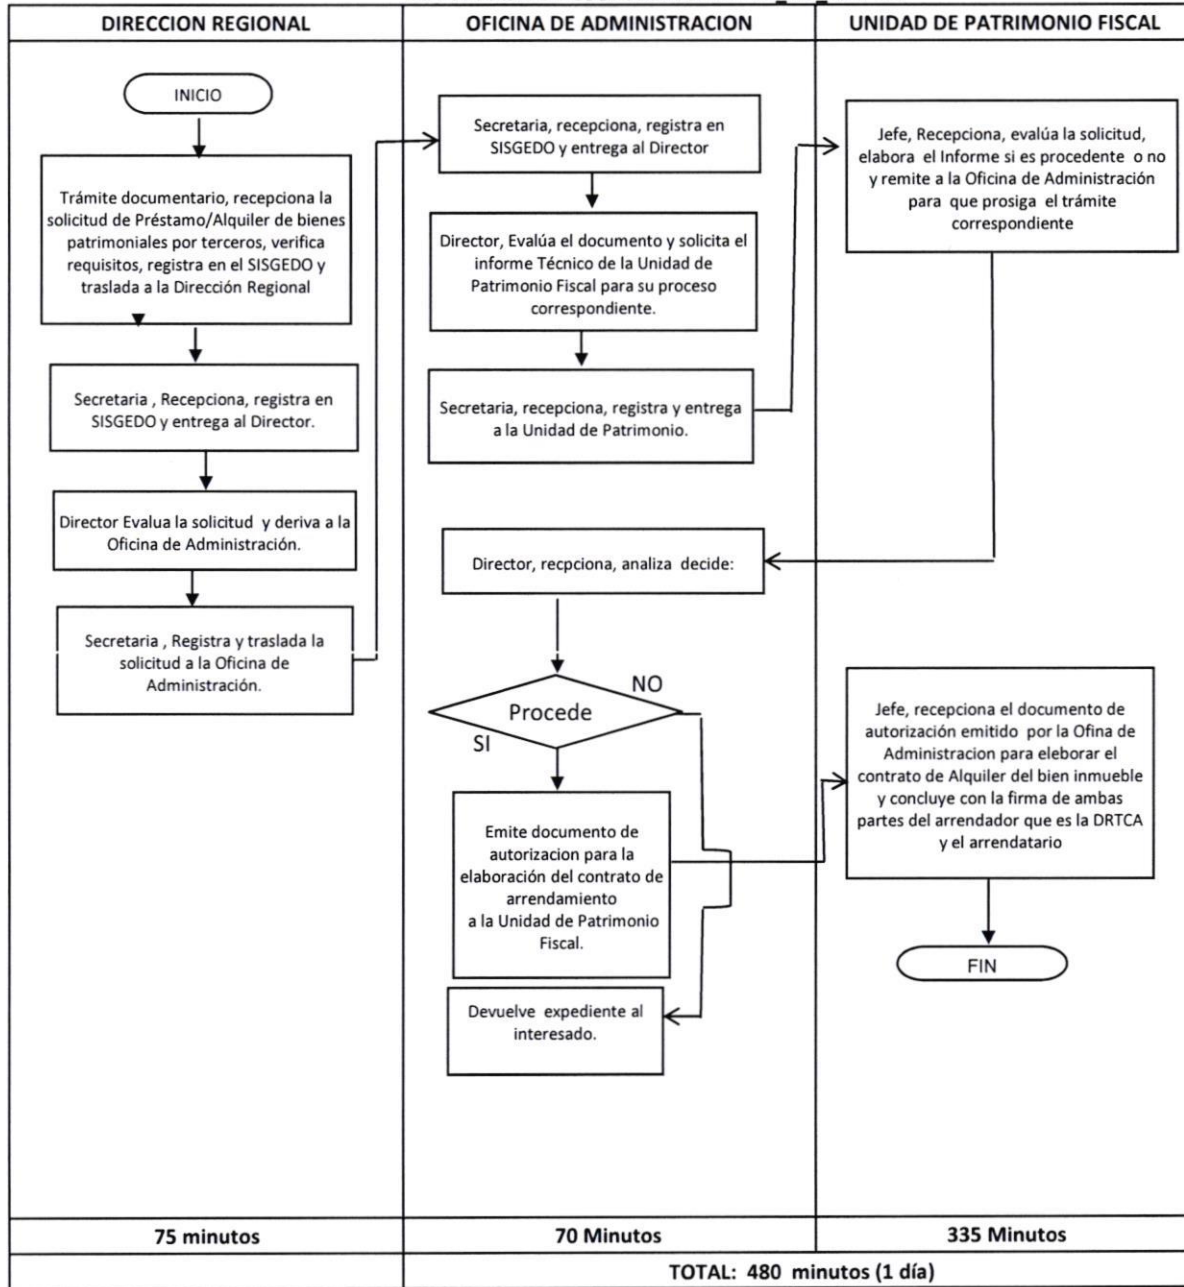 DIRECCION REGIONAL
OFICINA DE ADMINISTRACION
UNIDAD DE PATRIMONIO FISCAL
INICIO
Trámite documentario, recepciona la
solicitud de Préstamo/Alquiler de bienes
patrimoniales por terceros, verifica
requisitos, registra en el SISGEDO y
traslada a la Dirección Regional
Secretaria , Recepciona, registra en
SISGEDO y entrega al Director.
Director Evalua la solicitud y deriva a la
Oficina de Administración.
Secretaria , Registra y traslada la
solicitud a la Oficina de
Administración.
Secretaria, recepciona, registra en
SISGEDO y entrega al Director
Director, Evalúa el documento y solicita el
informe Técnico de la Unidad de
Patrimonio Fiscal para su proceso
correspondiente.
Secretaria, recepciona, registra y entrega
a la Unidad de Patrimonio.
Director, recpciona, analiza decide:
Procede
NO
SI
Emite documento de
autorizacion para la
elaboración del contrato de
arrendamiento
a la Unidad de Patrimonio
Fiscal.
Devuelve expediente al
interesado.
Jefe, Recepciona, evalúa la solicitud,
elabora el Informe si es procedente o no
y remite a la Oficina de Administración
para que prosiga el trámite
correspondiente
Jefe, recepciona el documento de
autorización emitido por la Ofina de
Administracion para eleborar el
contrato de Alquiler del bien inmueble
y concluye con la firma de ambas
partes del arrendador que es la DRTCA
y el arrendatario
FIN
75 minutos
70 Minutos
335 Minutos
TOTAL: 480 minutos (1 día)